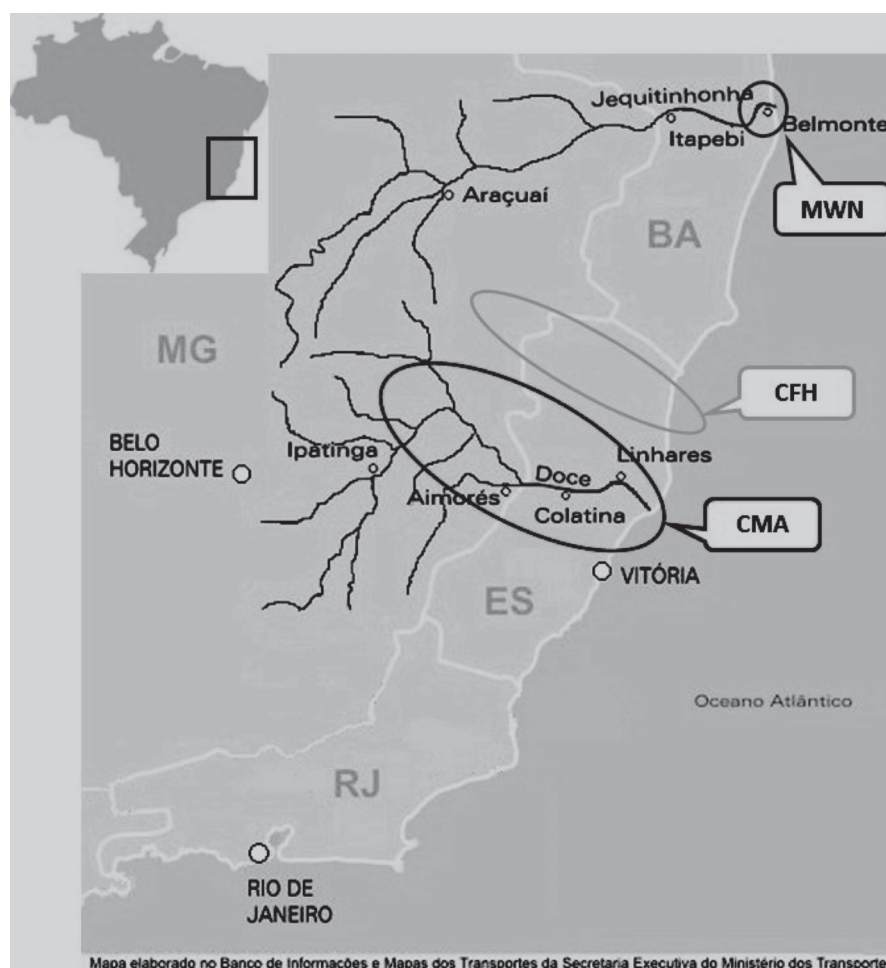 Jequitinhonha
Itapebi
Belmonte
MWN
Araçuaí
BA
MG
CFH
BELO
HORIZONTE
Ipatinga
Linhares
Doce
Aimorés
Colatina
CMA
VITÓRIA
ES
Oceano Atlântico
RJ
RIO DE
JANEIRO
Mapa elaborado no Banco de Informações e Mapas dos Transportes da Secretaria Executiva do Ministério dos Transporte